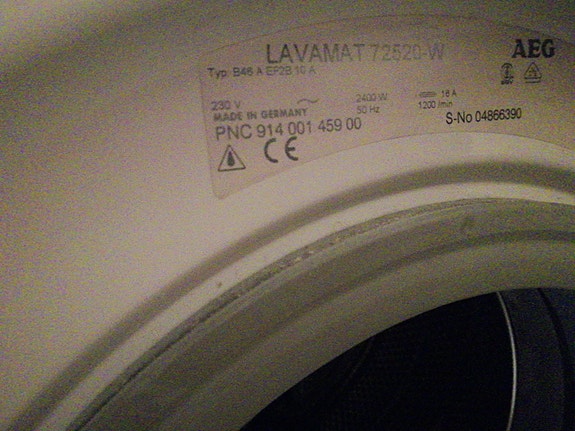 LAVAMAT 72520-W
AEG
Typ. B46 A EF2B 10 A
230 V ~ 2400 W 16 A
MADE IN GERMANY 50 Hz 1200 /min
PNC 914 001 459 00
S-No 04866390
CE